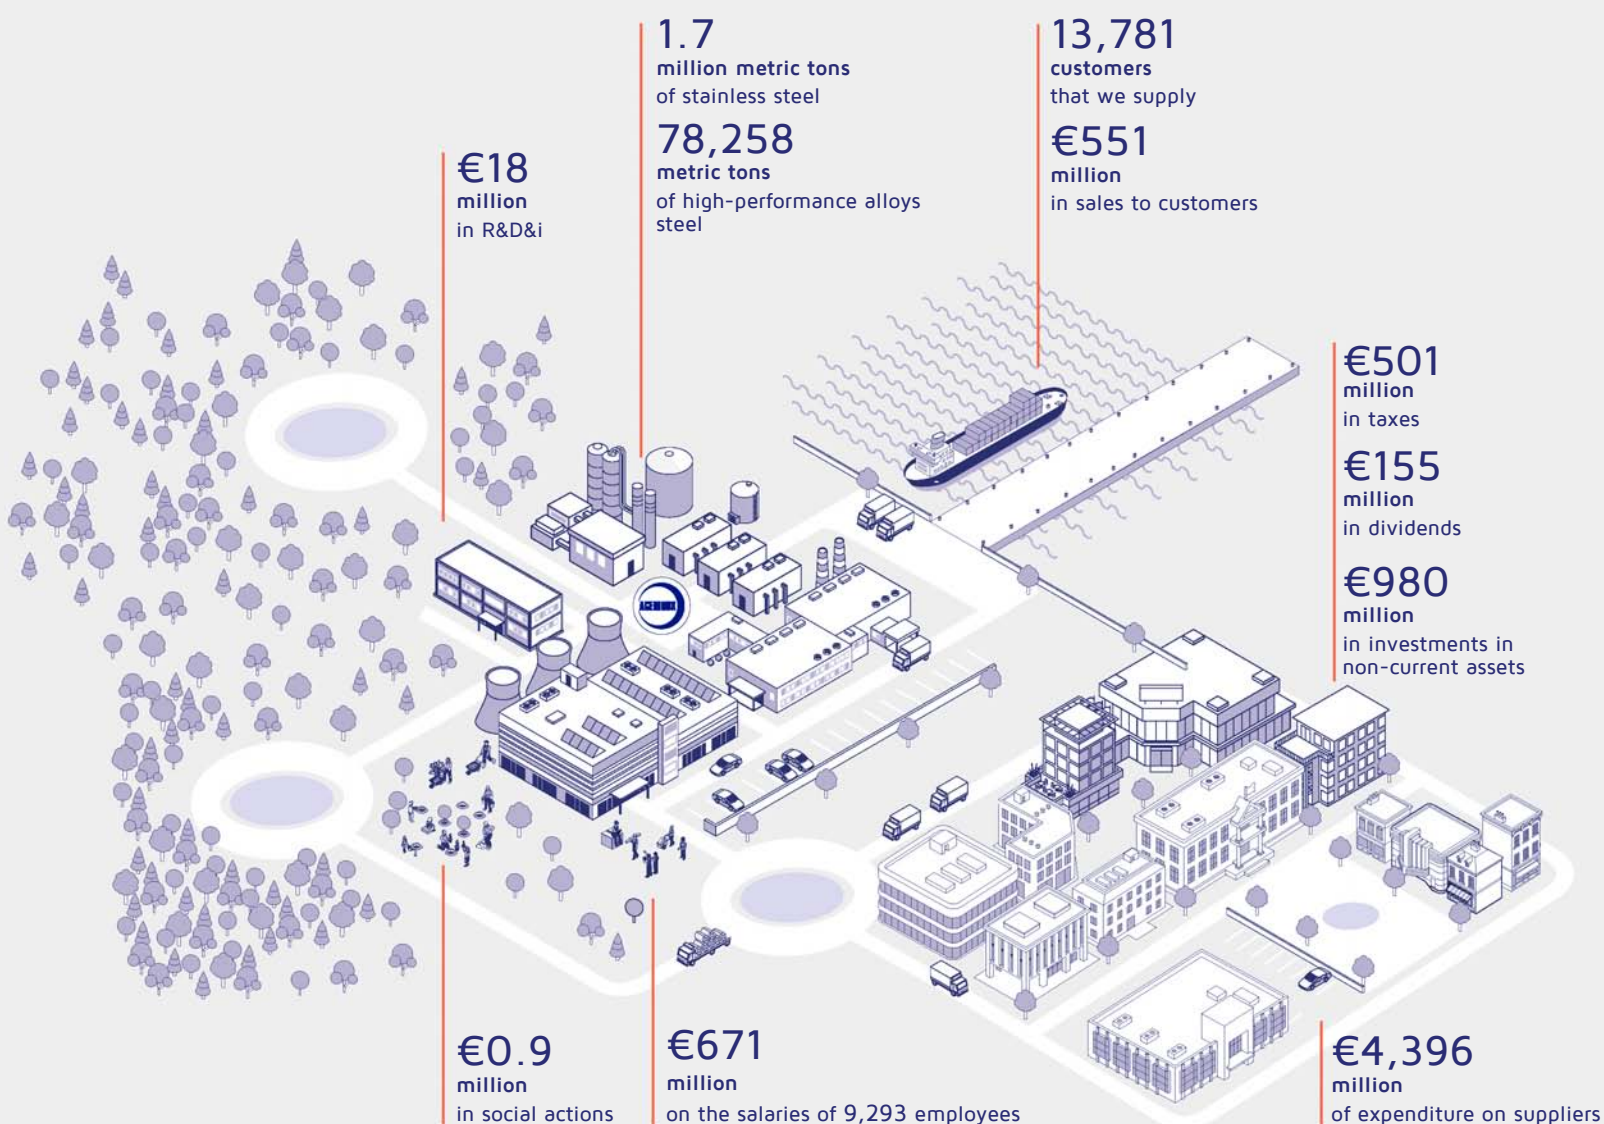 1.7
million metric tons
of stainless steel
78,258
metric tons
of high-performance alloys
steel
13,781
customers
that we supply
€551
million
in sales to customers
€18
million
in R&D&i
€501
million
in taxes
€155
million
in dividends
€980
million
in investments in
non-current assets
€0.9
million
in social actions
€671
million
on the salaries of 9,293 employees
€4,396
million
of expenditure on suppliers